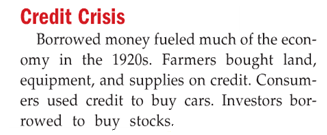 Credit Crisis
Borrowed money fueled much of the econ-
omy in the 1920s. Farmers bought land,
equipment, and supplies on credit. Consum-
ers used credit to buy cars. Investors bor-
rowed to buy stocks.